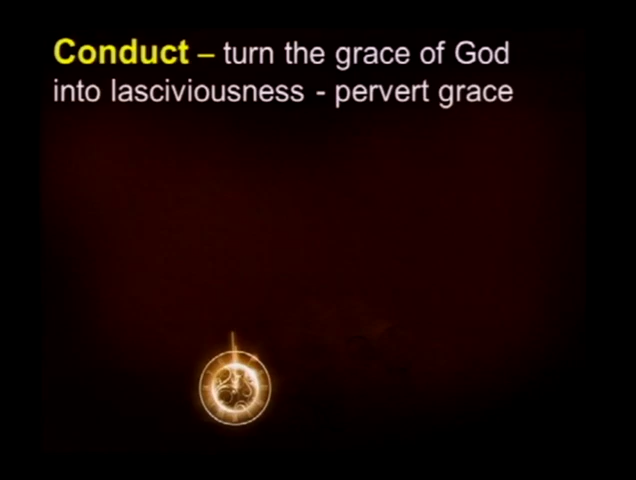 Conduct – turn the grace of God
into lasciviousness - pervert grace